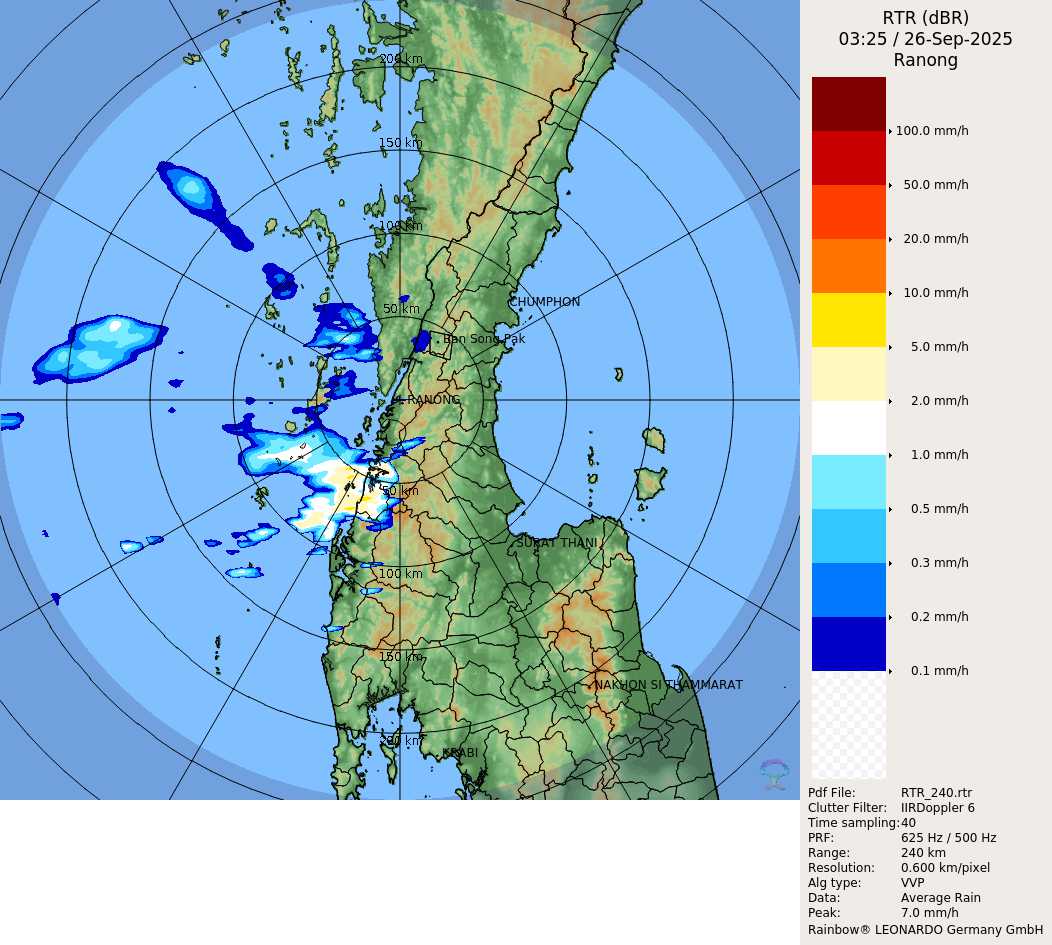 RTR (dBR)
03:25 / 26-Sep-2025
Ranong
100.0 mm/h
50.0 mm/h
20.0 mm/h
10.0 mm/h
5.0 mm/h
2.0 mm/h
1.0 mm/h
0.5 mm/h
0.3 mm/h
0.2 mm/h
0.1 mm/h
Pdf File: RTR_240.rtr
Clutter Filter: IIRDoppler 6
Time sampling: 40
PRF: 625 Hz / 500 Hz
Range: 240 km
Resolution: 0.600 km/pixel
Alg type: VVP
Data: Average Rain
Peak: 7.0 mm/h
Rainbow® LEONARDO Germany GmbH
200 km
150 km
100 km
CHUMPHON
50 km
Ban Song Pak
RANONG
50 km
SURAT THANI
100 km
150 km
NAKHON SI THAMMARAT
200 km
KRABI